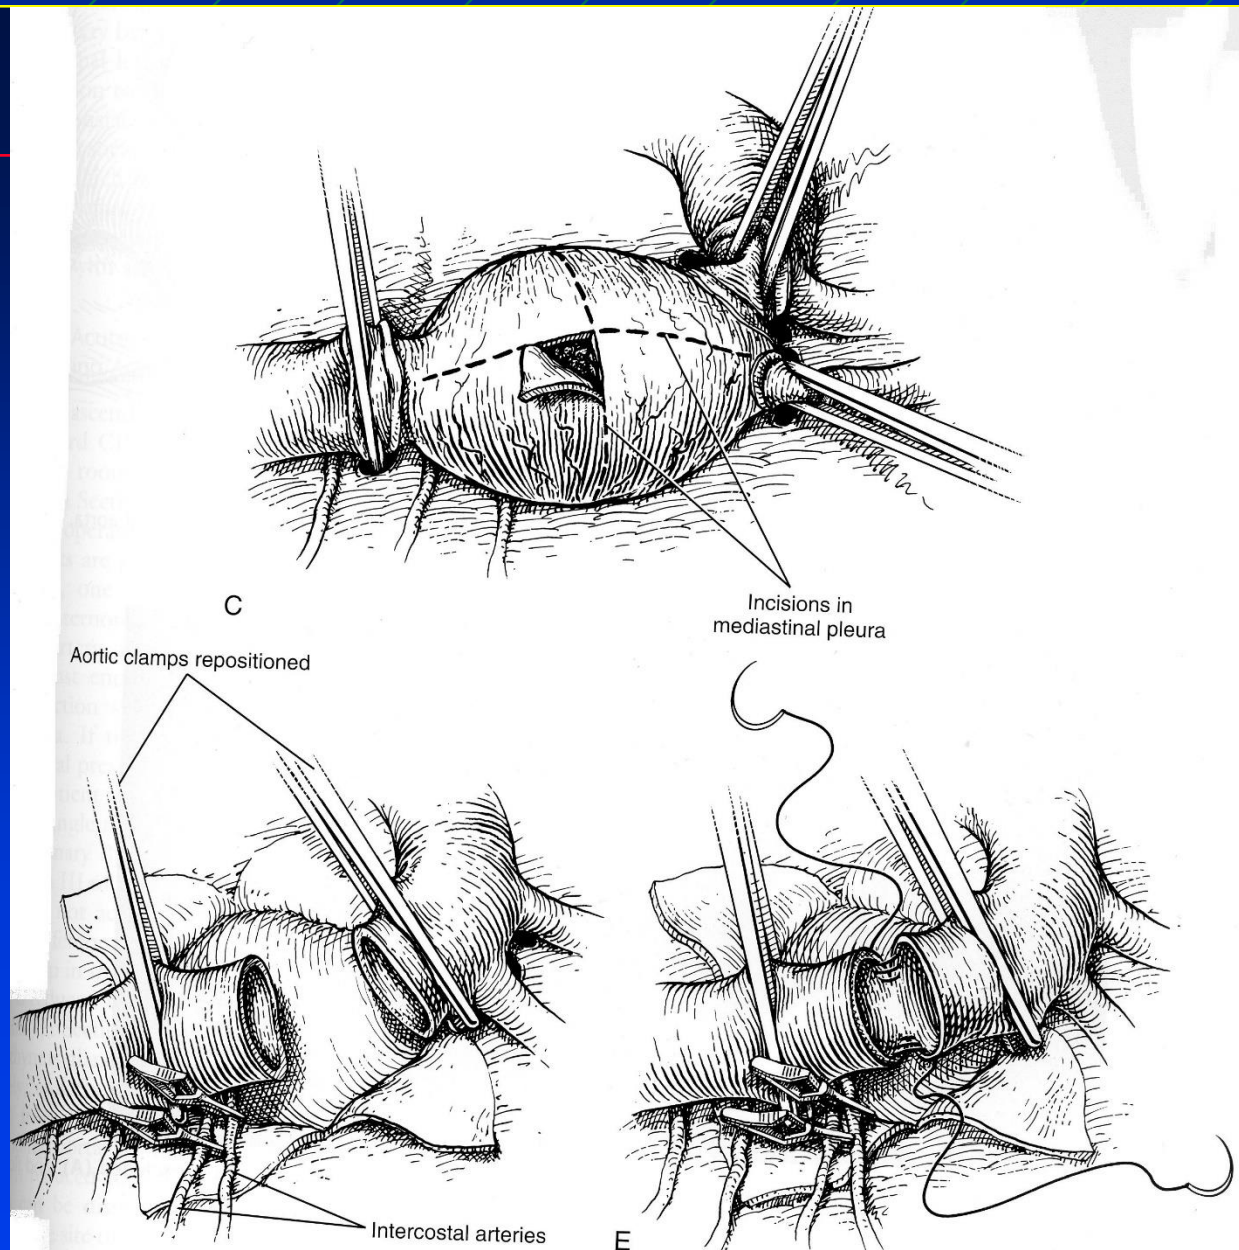 C
Incisions in
mediastinal pleura
Aortic clamps repositioned
Intercostal arteries
E